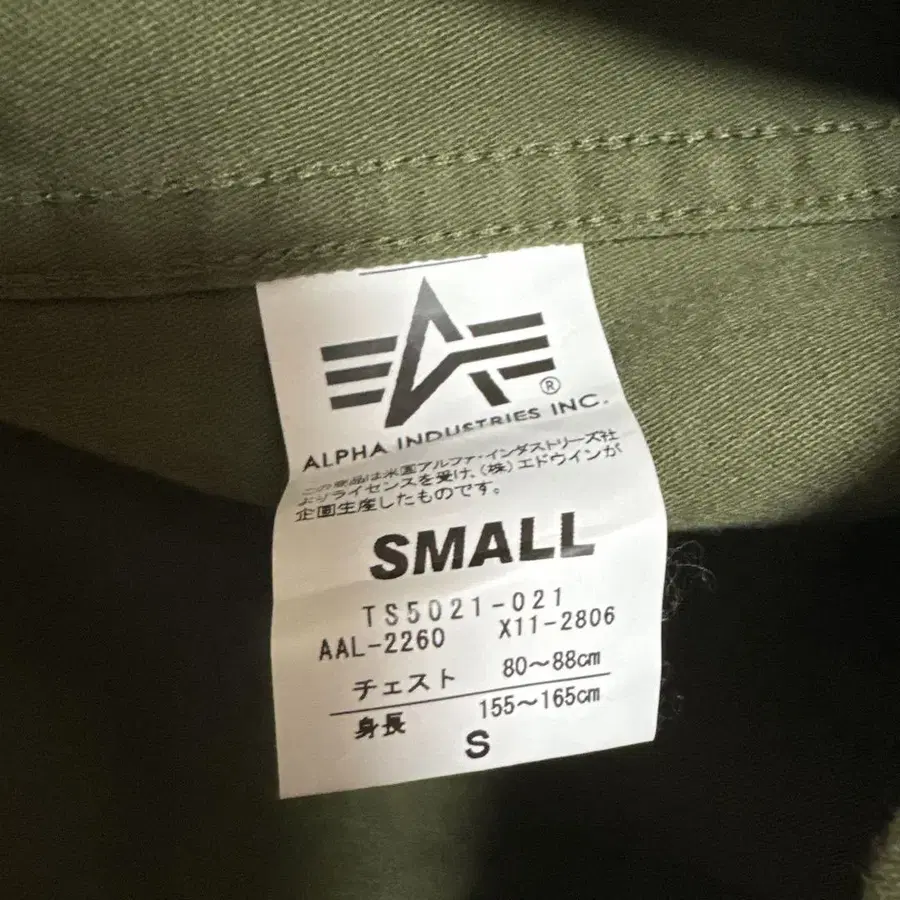 ALPHA INDUSTRIES INC.®
この商品は米国アルファ・インダストリーズ社
よりライセンスを受け、(株)エドウインが
企画生産したものです。
SMALL
TS5021-021
AAL-2260 X11-2806
チェスト 80～88cm
身長 155～165cm
S